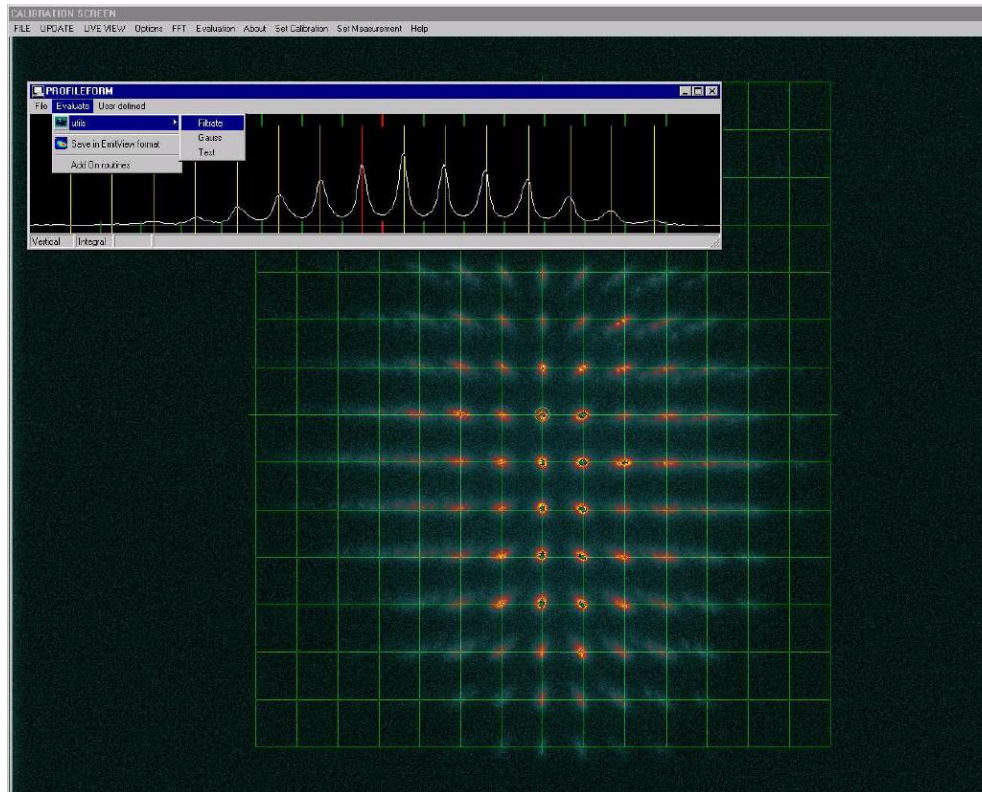 CALIBRATION SCREEN
FILE UPDATE LIVE VIEW Options FFT Evaluation About Set Calibration Set Measurement Help
PROFILEFORM
File Evaluate User defined
utils Filtrate
Gauss
Save in EmitView format
Test
Add On routines
Vertical Integral